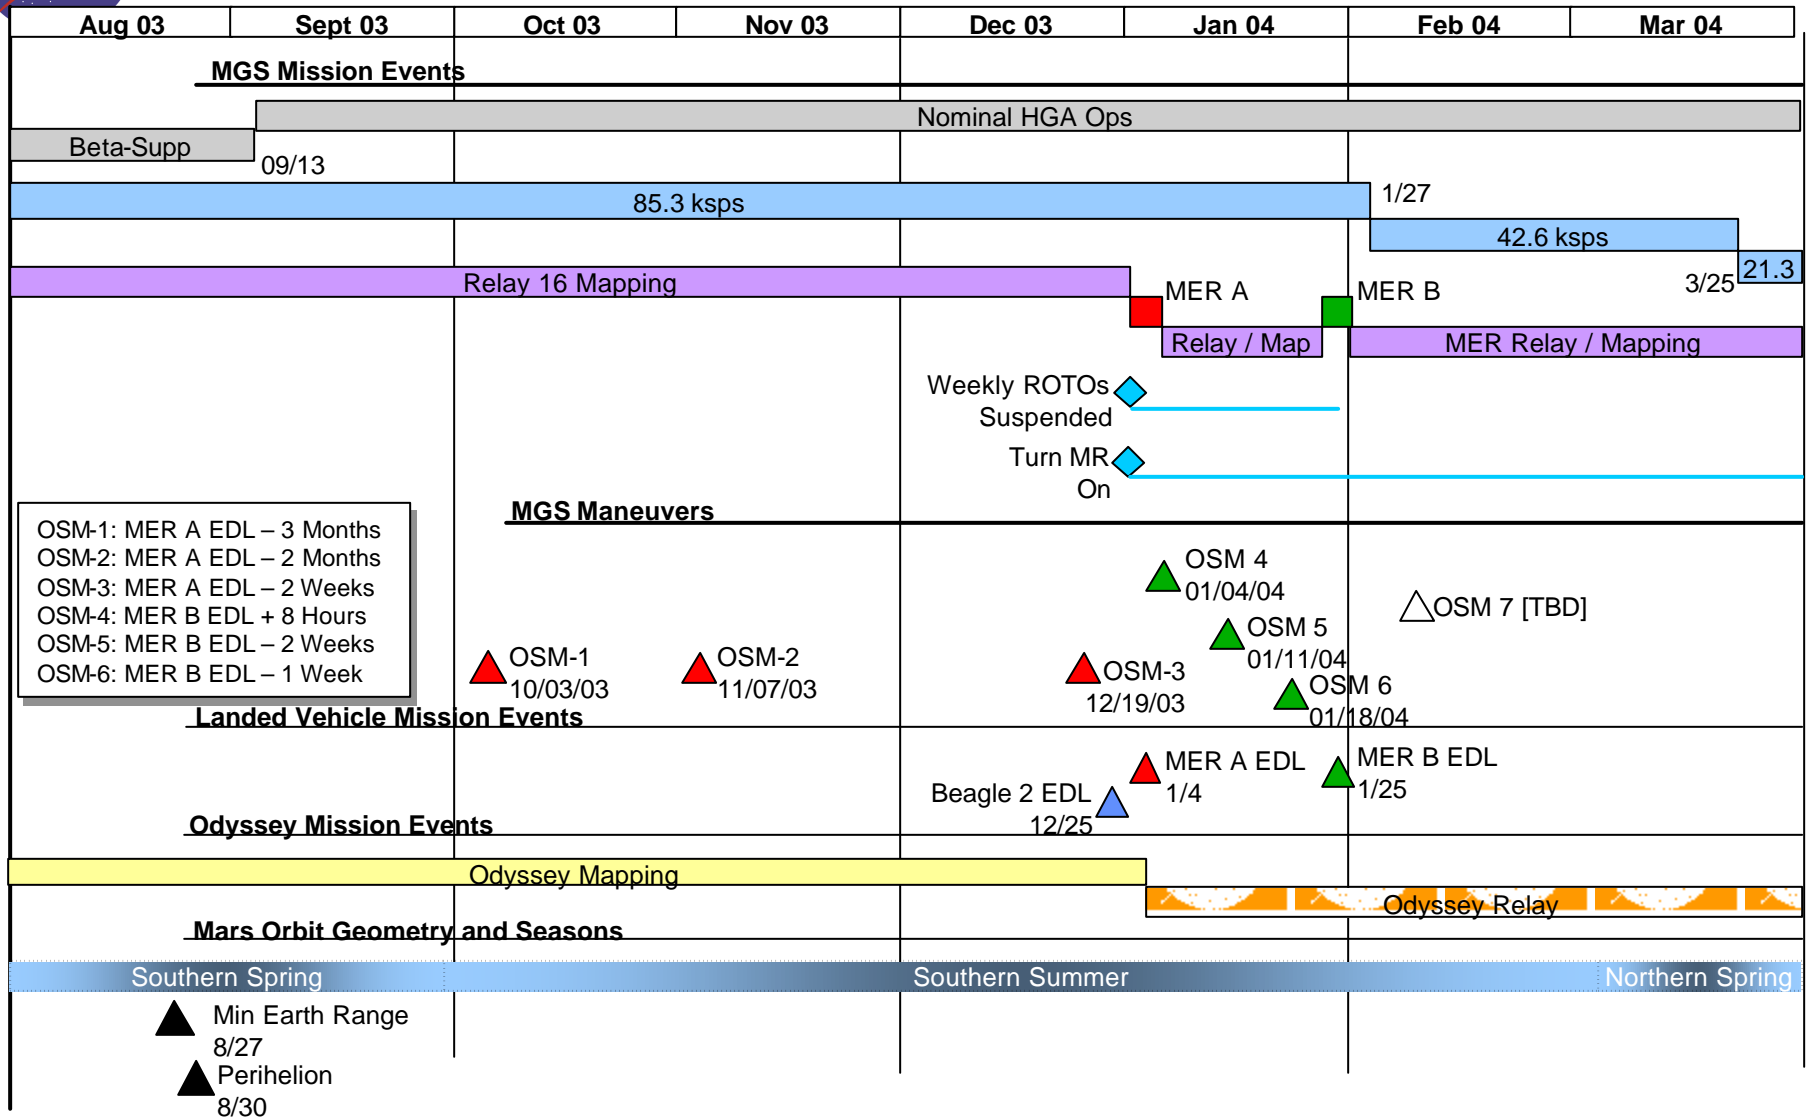 Aug 03
Sept 03
Oct 03
Nov 03
Dec 03
Jan 04
Feb 04
Mar 04
MGS Mission Events
Nominal HGA Ops
Beta-Supp
09/13
85.3 ksps
1/27
42.6 ksps
21.3
3/25
Relay 16 Mapping
MER A
MER B
Relay / Map
MER Relay / Mapping
Weekly ROTOs
Suspended
Turn MR
On
MGS Maneuvers
OSM-1: MER A EDL – 3 Months
OSM-2: MER A EDL – 2 Months
OSM-3: MER A EDL – 2 Weeks
OSM-4: MER B EDL + 8 Hours
OSM-5: MER B EDL – 2 Weeks
OSM-6: MER B EDL – 1 Week
OSM-1
10/03/03
OSM-2
11/07/03
OSM-3
12/19/03
OSM 4
01/04/04
OSM 5
01/11/04
OSM 6
01/18/04
OSM 7 [TBD]
Landed Vehicle Mission Events
MER A EDL
1/4
MER B EDL
1/25
Beagle 2 EDL
12/25
Odyssey Mission Events
Odyssey Mapping
Odyssey Relay
Mars Orbit Geometry and Seasons
Southern Spring
Southern Summer
Northern Spring
Min Earth Range
8/27
Perihelion
8/30